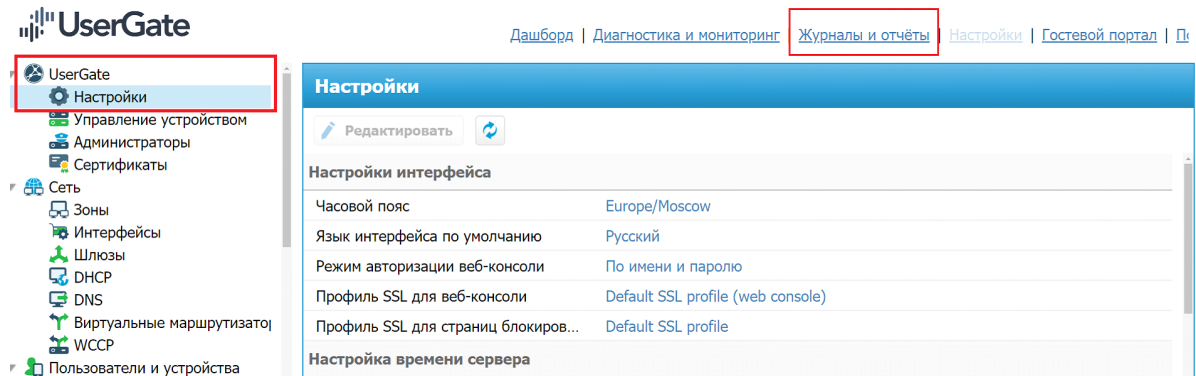 UserGate
Дашборд | Диагностика и мониторинг | Журналы и отчёты | Настройки | Гостевой портал |
UserGate
Настройки
Управление устройством
Администраторы
Сертификаты
Сеть
Зоны
Интерфейсы
Шлюзы
DHCP
DNS
Виртуальные маршрутизатор
WCCP
Пользователи и устройства
Настройки
Редактировать
Настройки интерфейса
Часовой пояс Europe/Moscow
Язык интерфейса по умолчанию Русский
Режим авторизации веб-консоли По имени и паролю
Профиль SSL для веб-консоли Default SSL profile (web console)
Профиль SSL для страниц блокиров... Default SSL profile
Настройка времени сервера